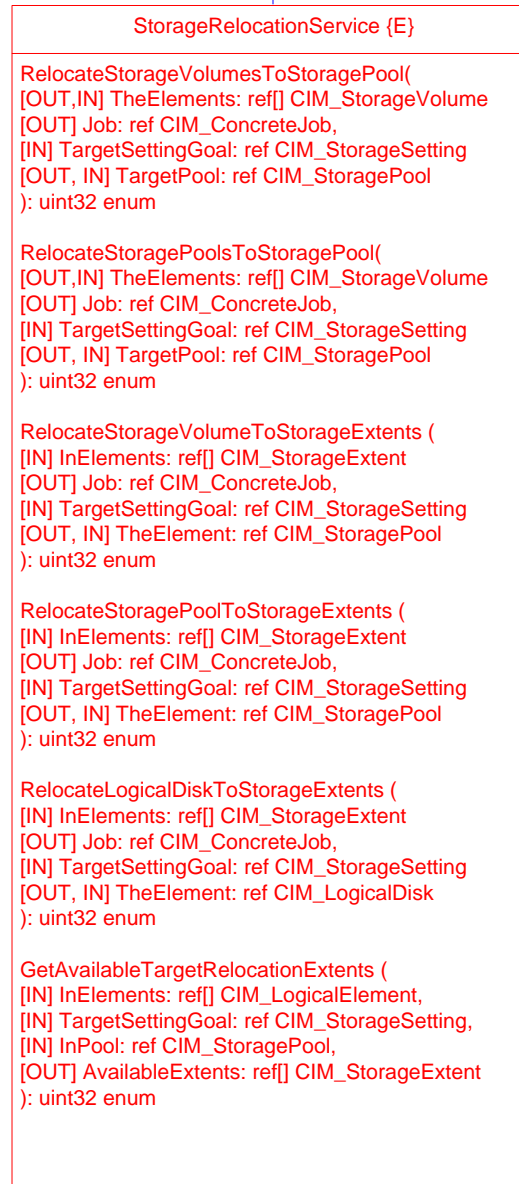 StorageRelocationService {E}
RelocateStorageVolumesToStoragePool(
[OUT,IN] TheElements: ref[] CIM_StorageVolume
[OUT] Job: ref CIM_ConcreteJob,
[IN] TargetSettingGoal: ref CIM_StorageSetting
[OUT, IN] TargetPool: ref CIM_StoragePool
): uint32 enum
RelocateStoragePoolsToStoragePool(
[OUT,IN] TheElements: ref[] CIM_StorageVolume
[OUT] Job: ref CIM_ConcreteJob,
[IN] TargetSettingGoal: ref CIM_StorageSetting
[OUT, IN] TargetPool: ref CIM_StoragePool
): uint32 enum
RelocateStorageVolumeToStorageExtents (
[IN] InElements: ref[] CIM_StorageExtent
[OUT] Job: ref CIM_ConcreteJob,
[IN] TargetSettingGoal: ref CIM_StorageSetting
[OUT, IN] TheElement: ref CIM_StoragePool
): uint32 enum
RelocateStoragePoolToStorageExtents (
[IN] InElements: ref[] CIM_StorageExtent
[OUT] Job: ref CIM_ConcreteJob,
[IN] TargetSettingGoal: ref CIM_StorageSetting
[OUT, IN] TheElement: ref CIM_StoragePool
): uint32 enum
RelocateLogicalDiskToStorageExtents (
[IN] InElements: ref[] CIM_StorageExtent
[OUT] Job: ref CIM_ConcreteJob,
[IN] TargetSettingGoal: ref CIM_StorageSetting
[OUT, IN] TheElement: ref CIM_LogicalDisk
): uint32 enum
GetAvailableTargetRelocationExtents (
[IN] InElements: ref[] CIM_LogicalElement,
[IN] TargetSettingGoal: ref CIM_StorageSetting,
[IN] InPool: ref CIM_StoragePool,
[OUT] AvailableExtents: ref[] CIM_StorageExtent
): uint32 enum